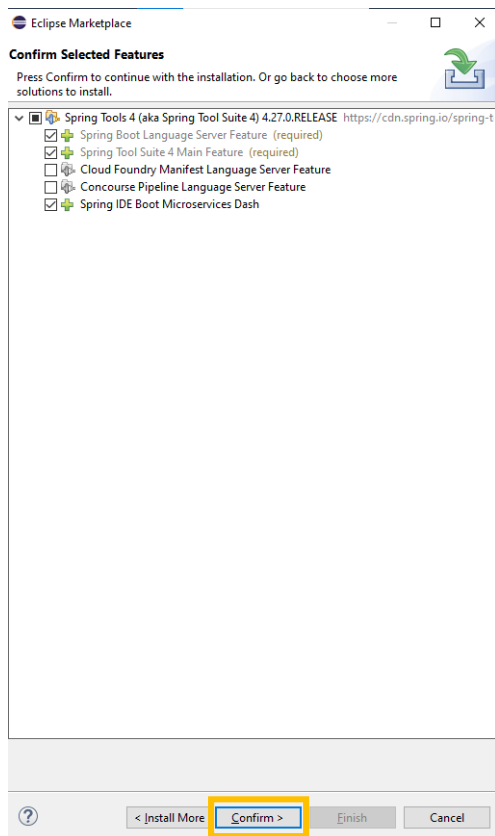 Eclipse Marketplace
Confirm Selected Features
Press Confirm to continue with the installation. Or go back to choose more
solutions to install.
Spring Tools 4 (aka Spring Tool Suite 4) 4.27.0.RELEASE https://cdn.spring.io/spring-t
Spring Boot Language Server Feature (required)
Spring Tool Suite 4 Main Feature (required)
Cloud Foundry Manifest Language Server Feature
Concourse Pipeline Language Server Feature
Spring IDE Boot Microservices Dash
? < Install More Confirm > Finish Cancel